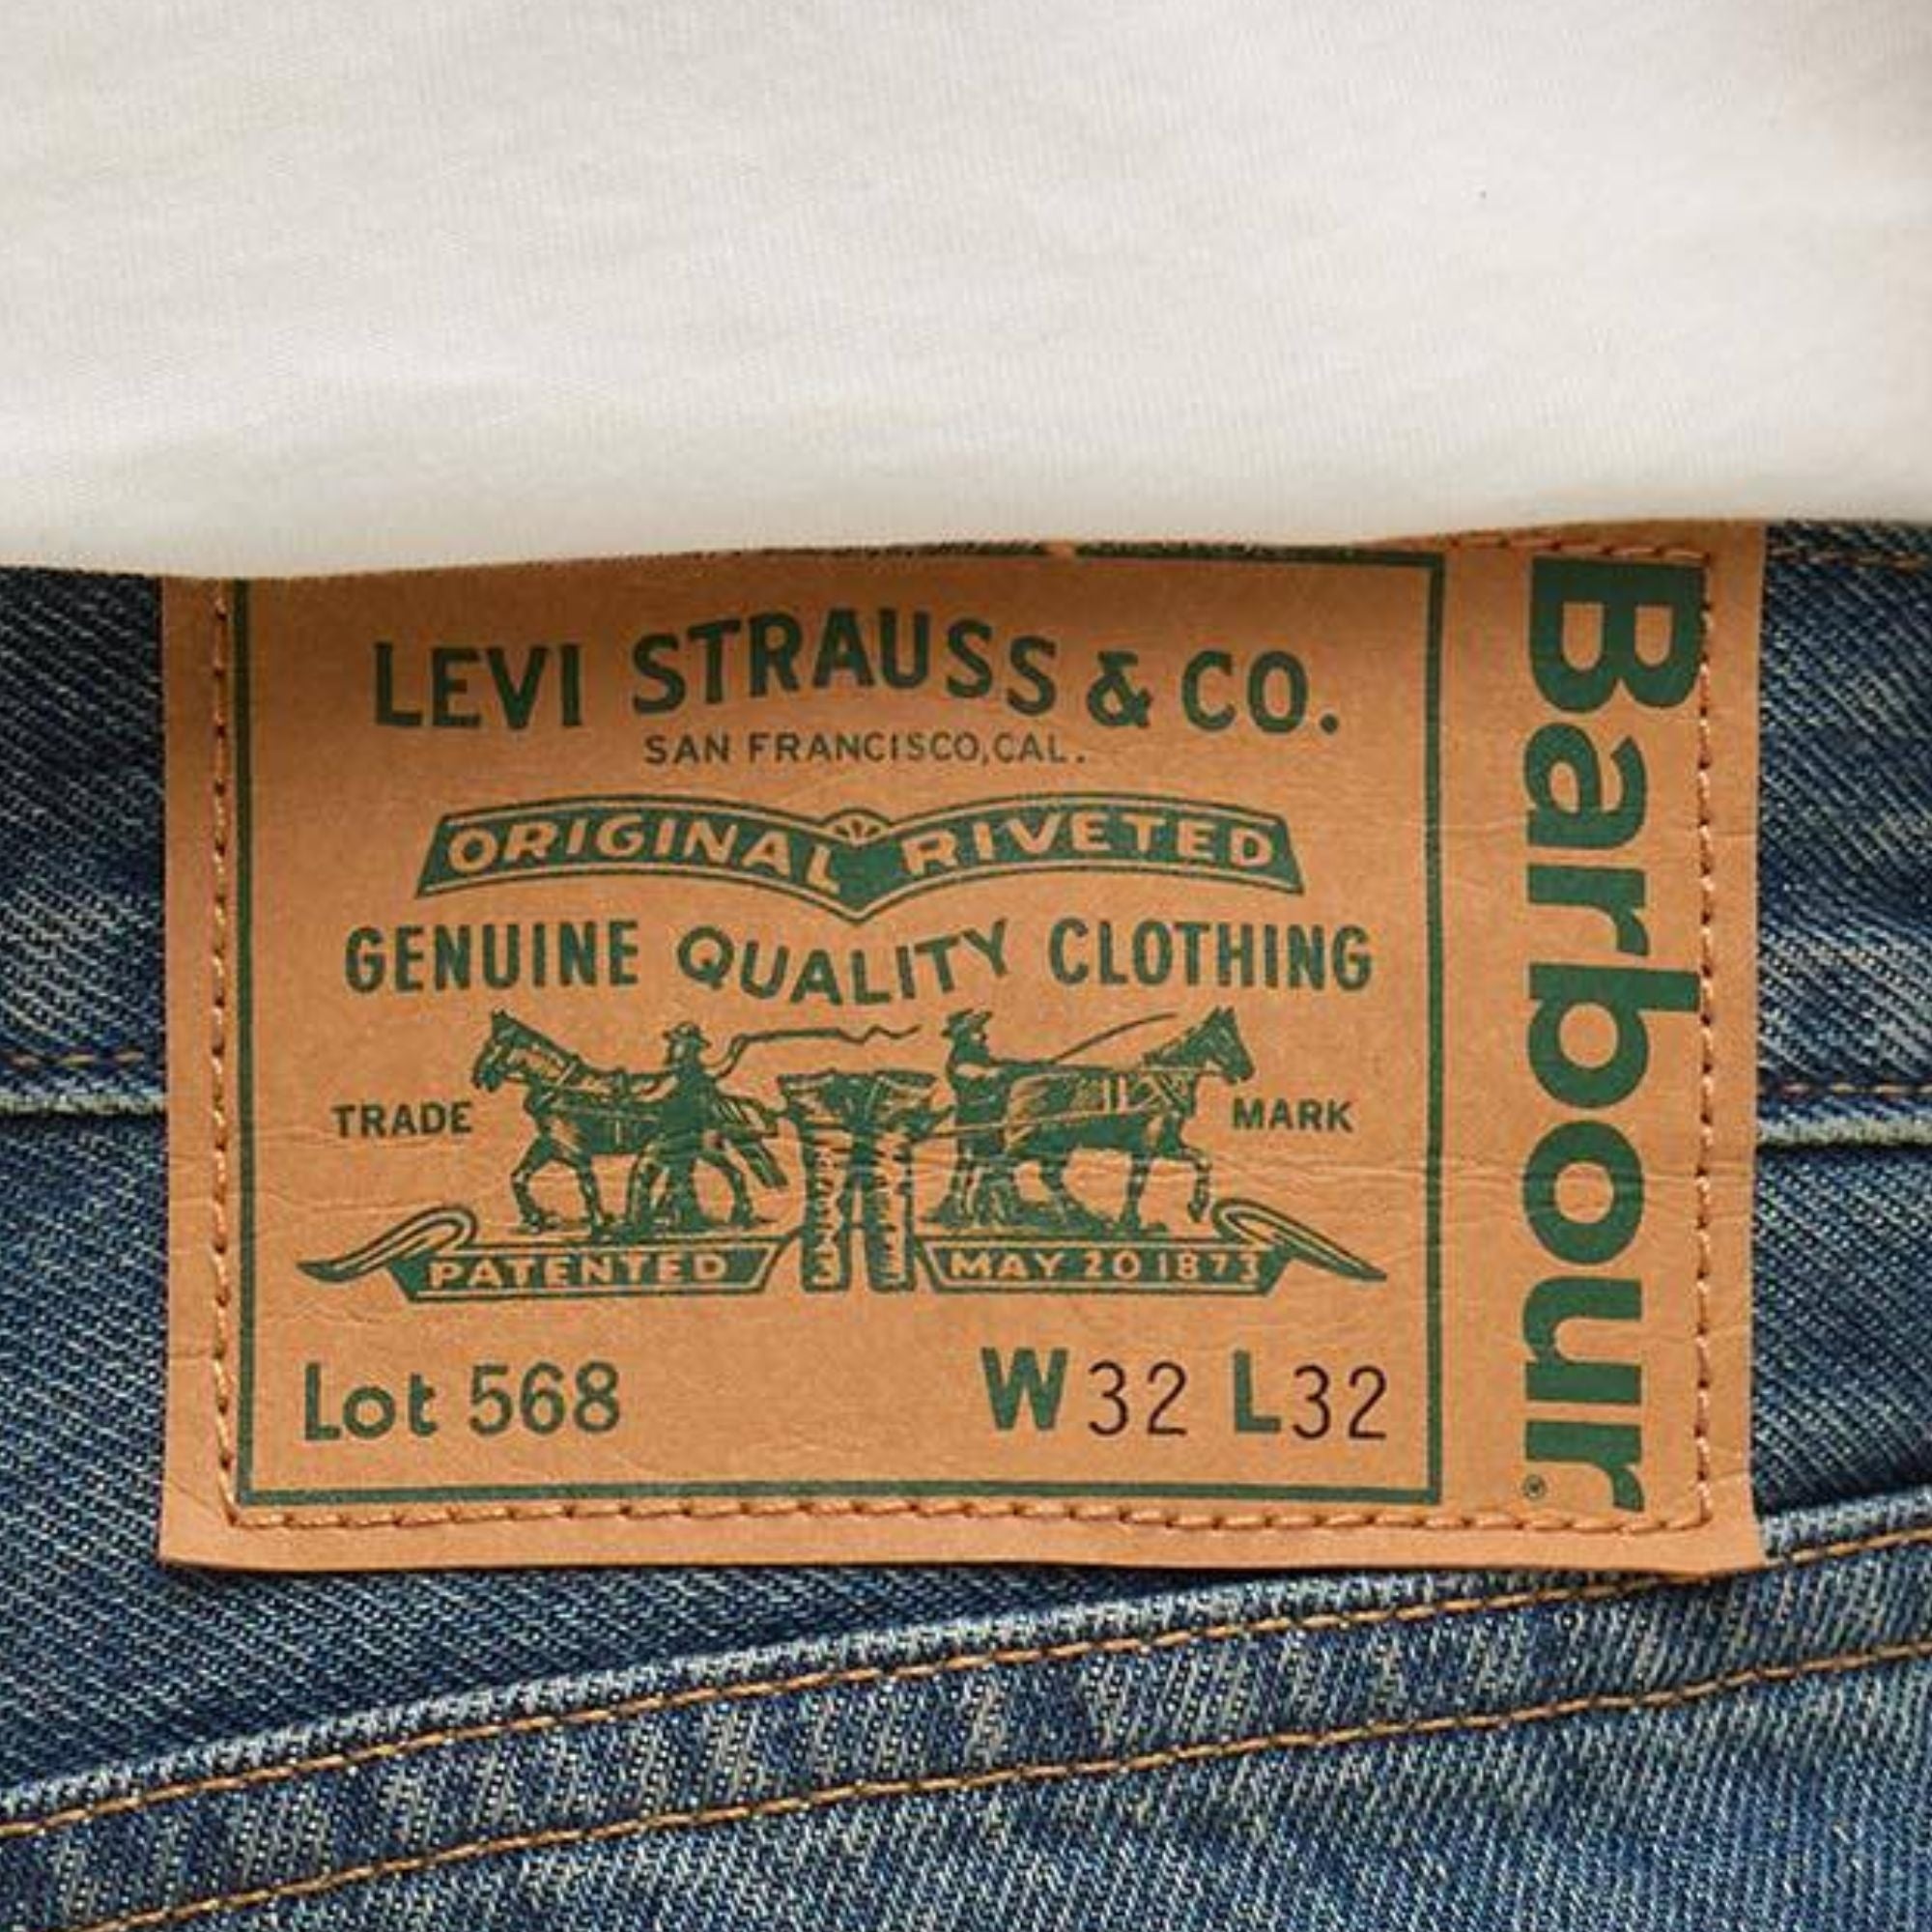 LEVI STRAUSS & CO.
SAN FRANCISCO, CAL.
ORIGINAL RIVETED
GENUINE QUALITY CLOTHING
TRADE MARK
PATENTED MAY 20 1873
Lot 568 W32 L32
Barbour®